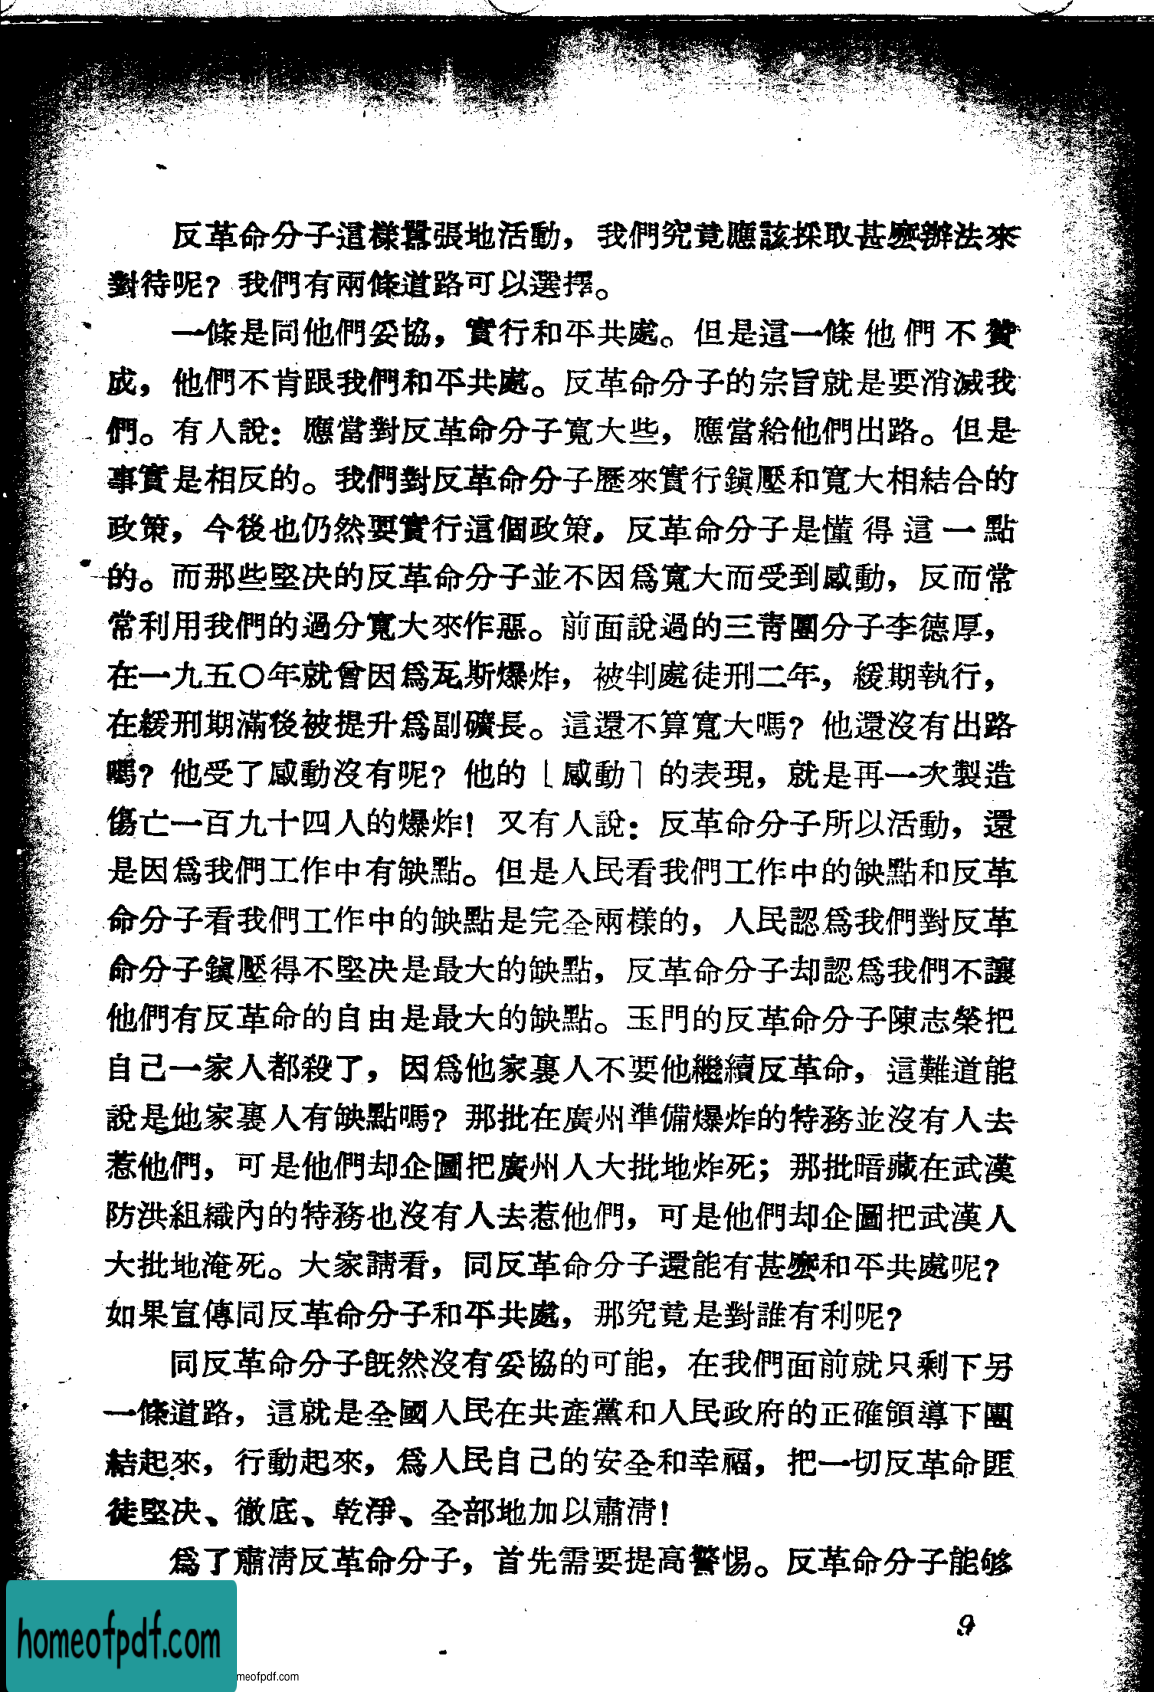 反革命分子這樣囂張地活動，我們究竟應該採取甚麽辦法來
對待呢？我們有兩條道路可以選擇。
一條是同他們妥協，實行和平共處。但是這一條他們不贊
成，他們不肯跟我們和平共處。反革命分子的宗旨就是要消滅我
們。有人說：應當對反革命分子寬大些，應當給他們出路。但是
事實是相反的。我們對反革命分子歷來實行鎭壓和寬大相結合的
政策，今後也仍然要實行這個政策。反革命分子是懂得這一點
的。而那些堅决的反革命分子並不因爲寬大而受到感動，反而常
常利用我們的過分寬大來作惡。前面說過的三靑團分子李德厚，
在一九五〇年就曾因爲瓦斯爆炸，被判處徒刑二年，緩期執行，
在緩刑期滿後被提升爲副礦長。這還不算寬大嗎？他還沒有出路
嗎？他受了感動沒有呢？他的「感動」的表現，就是再一次製造
傷亡一百九十四人的爆炸！又有人說：反革命分子所以活動，還
是因爲我們工作中有缺點。但是人民看我們工作中的缺點和反革
命分子看我們工作中的缺點是完全兩樣的，人民認爲我們對反革
命分子鎭壓得不堅决是最大的缺點，反革命分子却認爲我們不讓
他們有反革命的自由是最大的缺點。玉門的反革命分子陳志榮把
自己一家人都殺了，因爲他家裏人不要他繼續反革命，這難道能
說是他家裏人有缺點嗎？那批在廣州準備爆炸的特務並沒有人去
惹他們，可是他們却企圖把廣州人大批地炸死；那批暗藏在武漢
防洪組織內的特務也沒有人去惹他們，可是他們却企圖把武漢人
大批地淹死。大家請看，同反革命分子還能有甚麽和平共處呢？
如果宣傳同反革命分子和平共處，那究竟是對誰有利呢？
同反革命分子旣然沒有妥協的可能，在我們面前就只剩下另
一條道路，這就是全國人民在共產黨和人民政府的正確領導下團
結起來，行動起來，爲人民自己的安全和幸福，把一切反革命匪
徒堅决、徹底、乾淨、全部地加以肅淸！
爲了肅淸反革命分子，首先需要提高警惕。反革命分子能够
9
homeofpdf.com
meofpdf.com